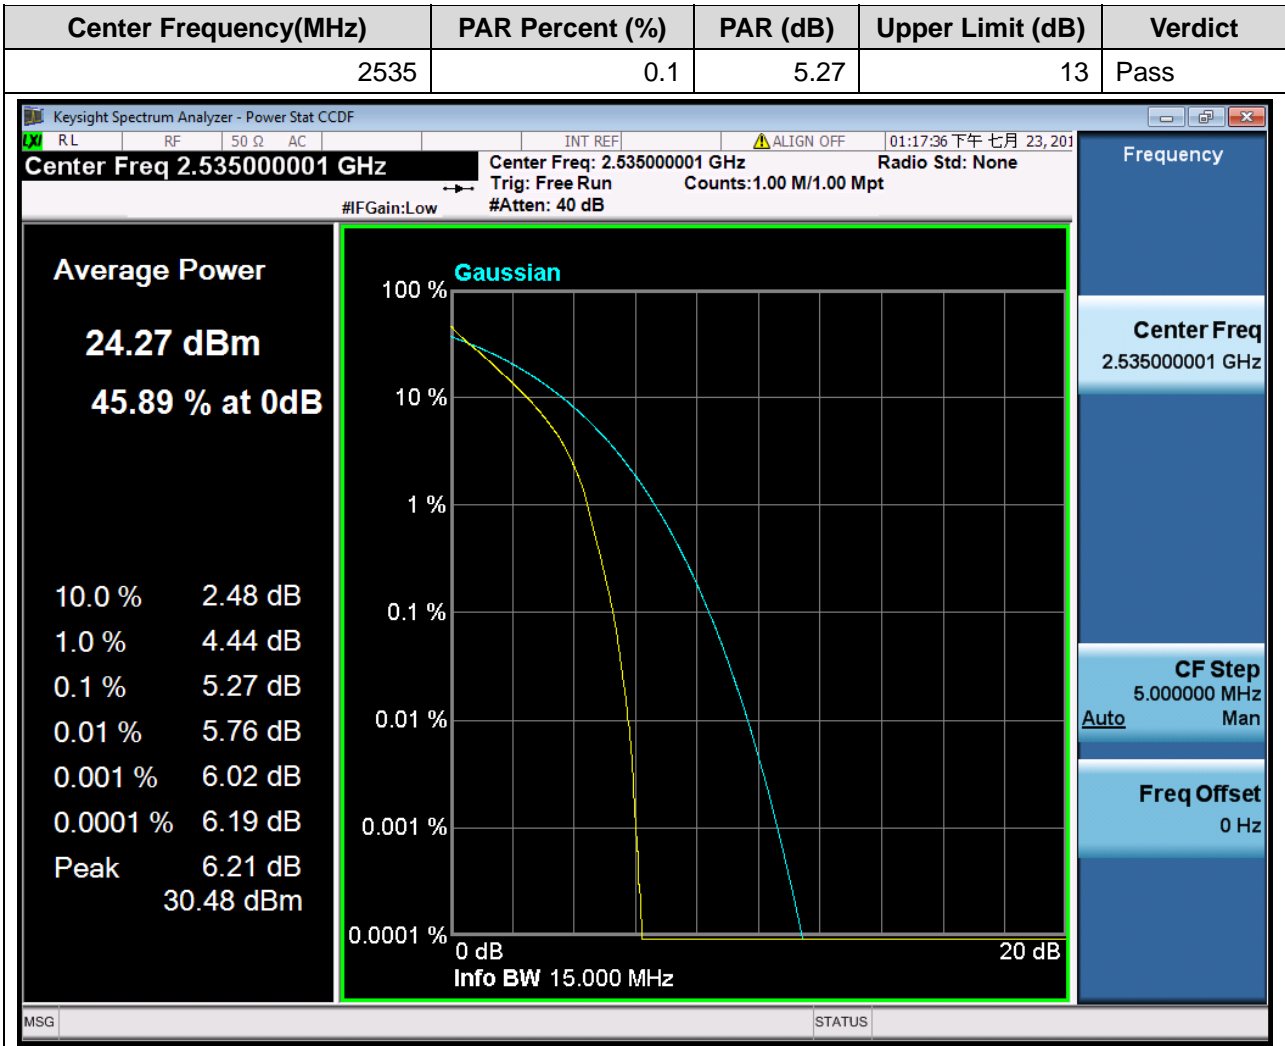 Center Frequency(MHz) PAR Percent (%) PAR (dB) Upper Limit (dB) Verdict
2535 0.1 5.27 13 Pass
Keysight Spectrum Analyzer - Power Stat CCDF
LXI RL RF 50 Ω AC INT REF ALIGN OFF 01:17:36 下午 七月 23, 201
Center Freq 2.535000001 GHz
Center Freq: 2.535000001 GHz Radio Std: None
Trig: Free Run Counts:1.00 M/1.00 Mpt
#IFGain:Low #Atten: 40 dB
Frequency
Average Power
24.27 dBm
45.89 % at 0dB
10.0 % 2.48 dB
1.0 % 4.44 dB
0.1 % 5.27 dB
0.01 % 5.76 dB
0.001 % 6.02 dB
0.0001 % 6.19 dB
Peak 6.21 dB
30.48 dBm
Gaussian
100 %
10 %
1 %
0.1 %
0.01 %
0.001 %
0.0001 %
0 dB 20 dB
Info BW 15.000 MHz
Center Freq
2.535000001 GHz
CF Step
5.000000 MHz
Auto Man
Freq Offset
0 Hz
MSG STATUS